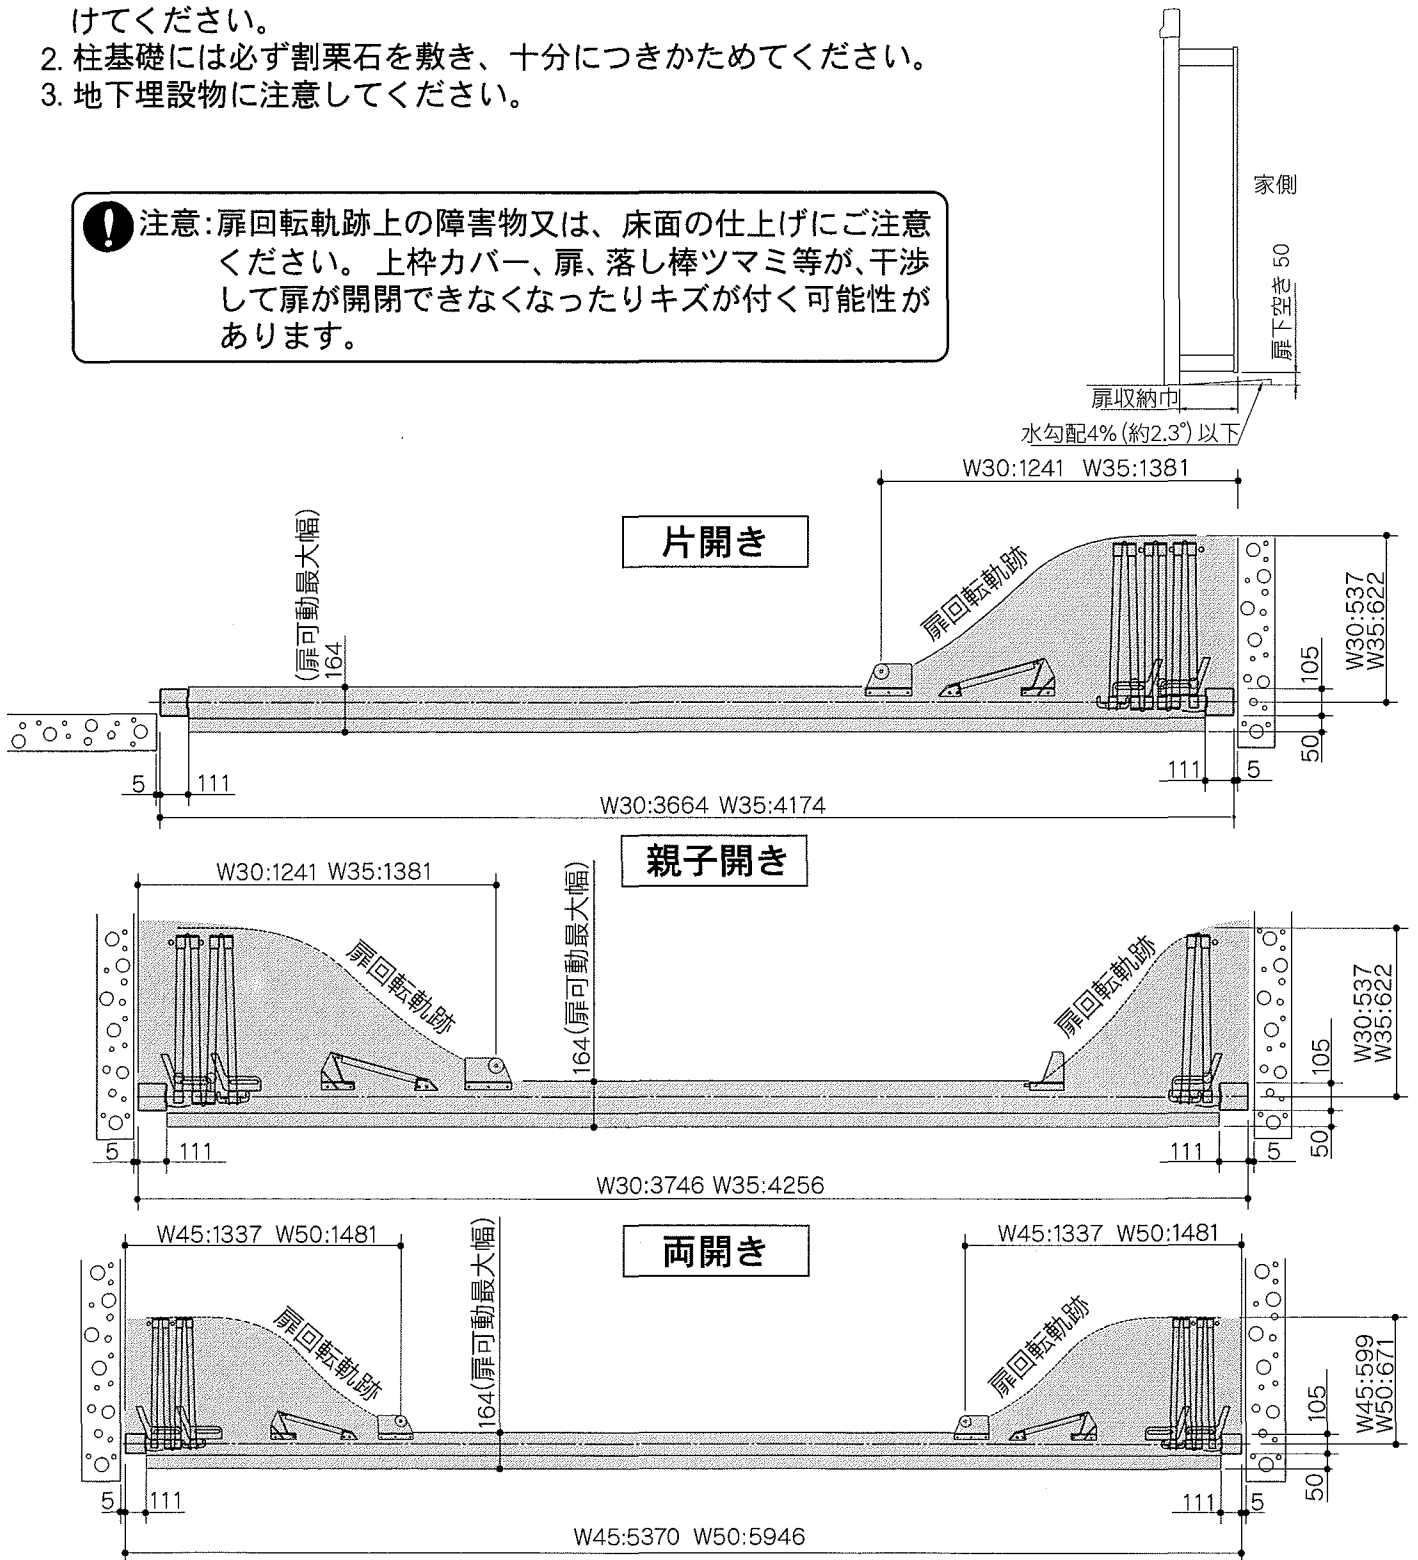 けてください。
2. 柱基礎には必ず割栗石を敷き、十分につきかためてください。
3. 地下埋設物に注意してください。
注意:扉回転軌跡上の障害物又は、床面の仕上げにご注意
ください。上枠カバー、扉、落し棒ツマミ等が、干渉
して扉が開閉できなくなったりキズが付く可能性が
あります。
家側
扉下空き 50
扉収納巾
水勾配4% (約2.3°) 以下
W30:1241 W35:1381
片開き
(扉可動最大幅)
164
扉回転軌跡
W30:537
W35:622
105
50
5
111
111
5
W30:3664 W35:4174
親子開き
W30:1241 W35:1381
164(扉可動最大幅)
扉回転軌跡
扉回転軌跡
W30:537
W35:622
105
50
5
111
111
5
W30:3746 W35:4256
両開き
W45:1337 W50:1481
W45:1337 W50:1481
164(扉可動最大幅)
扉回転軌跡
扉回転軌跡
W45:599
W50:671
105
50
5
111
111
5
W45:5370 W50:5946